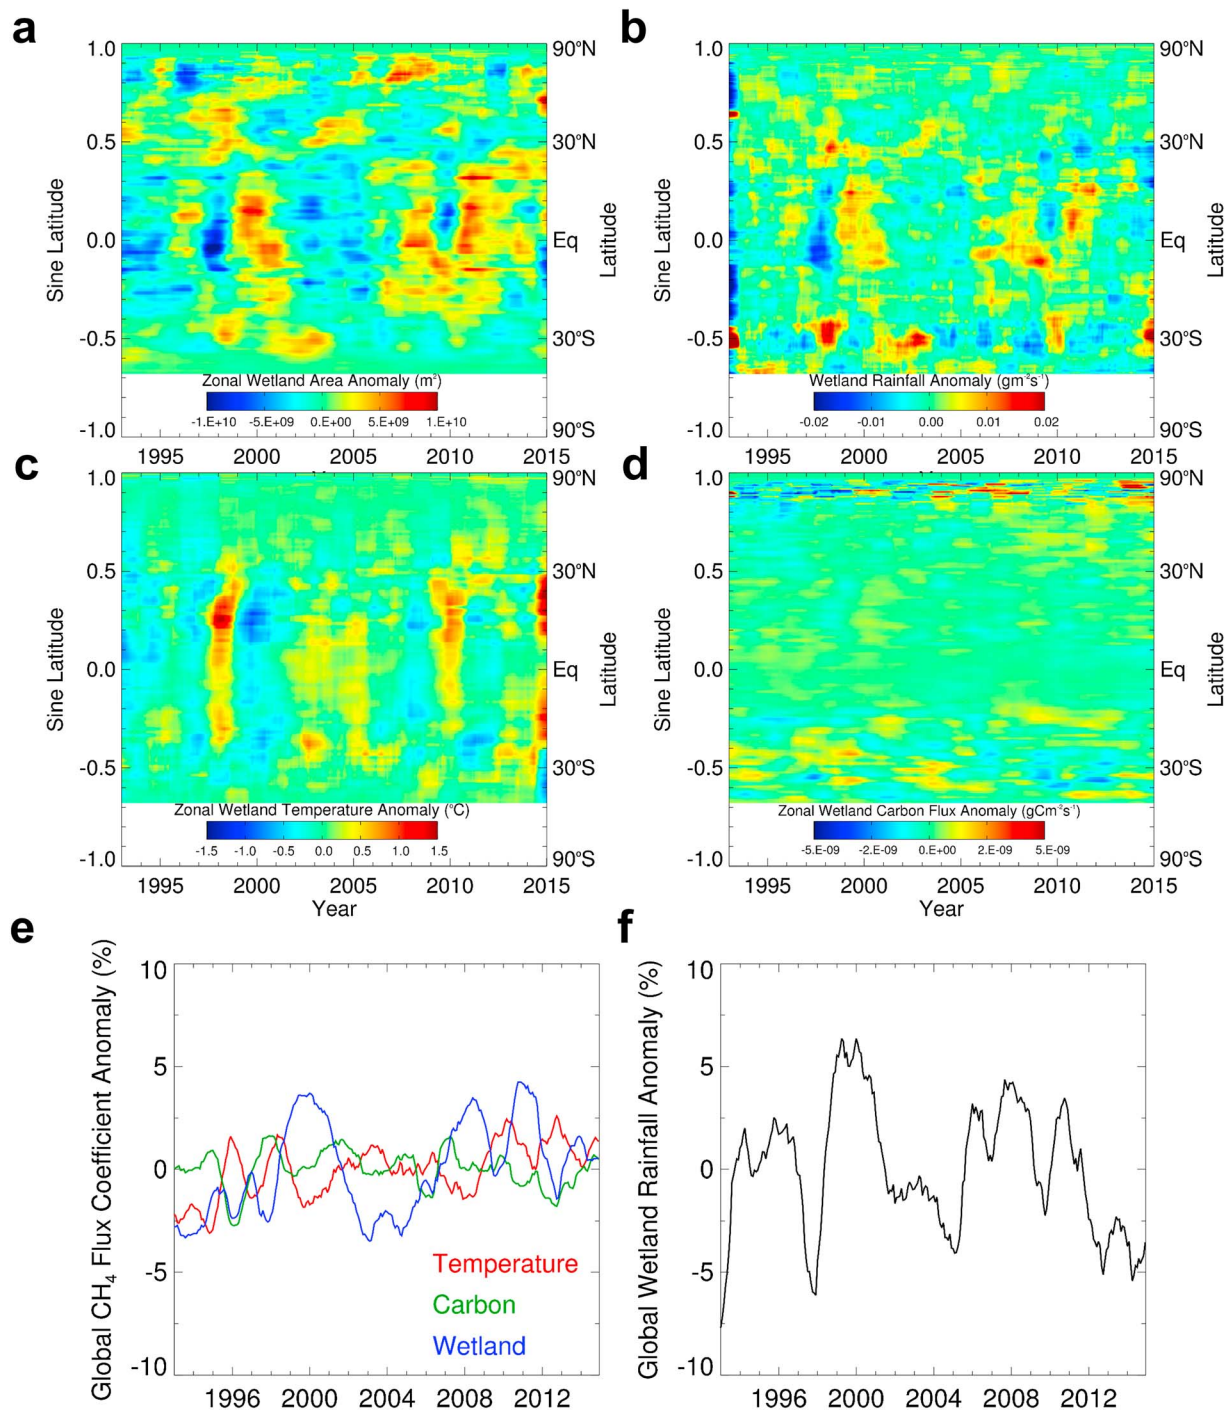 a
1.0
0.5
0.0
-0.5
-1.0
Sine Latitude
90°N
30°N
Eq
30°S
90°S
Latitude
Zonal Wetland Area Anomaly (m²)
-1.E+10 -5.E+09 0.E+00 5.E+09 1.E+10
1995 2000 2005 2010 2015
b
1.0
0.5
0.0
-0.5
-1.0
Sine Latitude
90°N
30°N
Eq
30°S
90°S
Latitude
Wetland Rainfall Anomaly (gm⁻²s⁻¹)
-0.02 -0.01 0.00 0.01 0.02
1995 2000 2005 2010 2015
c
1.0
0.5
0.0
-0.5
-1.0
Sine Latitude
90°N
30°N
Eq
30°S
90°S
Latitude
Zonal Wetland Temperature Anomaly (°C)
-1.5 -1.0 -0.5 0.0 0.5 1.0 1.5
1995 2000 2005 2010 2015
Year
d
1.0
0.5
0.0
-0.5
-1.0
Sine Latitude
90°N
30°N
Eq
30°S
90°S
Latitude
Zonal Wetland Carbon Flux Anomaly (gCm⁻²s⁻¹)
-5.E-09 -2.E-09 0.E+00 2.E-09 5.E-09
1995 2000 2005 2010 2015
Year
e
Global CH₄ Flux Coefficient Anomaly (%)
10
5
0
-5
-10
Temperature
Carbon
Wetland
1996 2000 2004 2008 2012
f
Global Wetland Rainfall Anomaly (%)
10
5
0
-5
-10
1996 2000 2004 2008 2012